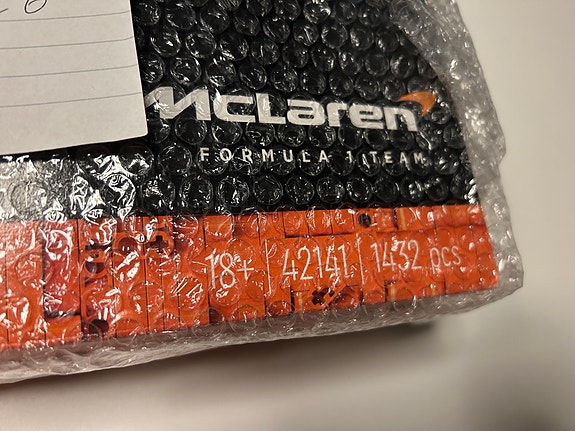 McLaren
FORMULA 1 TEAM
18+ | 42141 | 1432 pcs